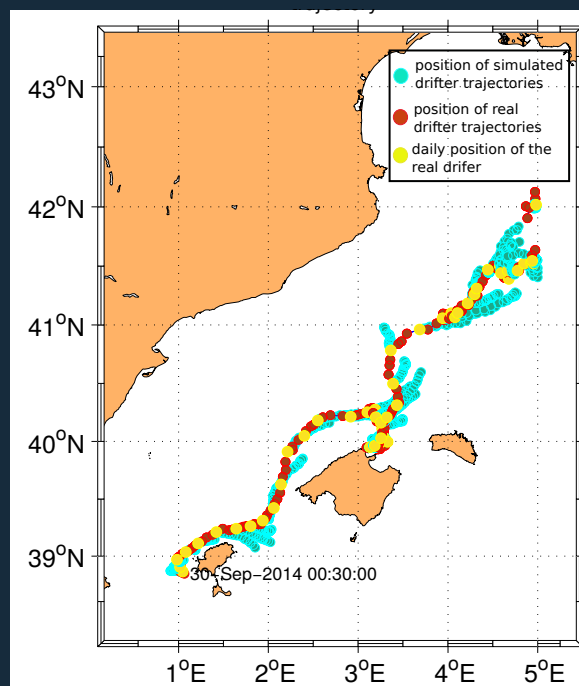 trajectory
position of simulated
drifter trajectories
position of real
drifter trajectories
daily position of the
real drifer
43°N
42°N
41°N
40°N
39°N
30-Sep-2014 00:30:00
1°E
2°E
3°E
4°E
5°E